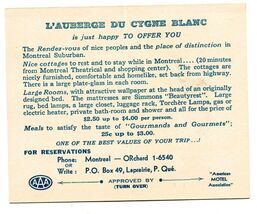 L'AUBERGE DU CYGNE BLANC
is just happy TO OFFER YOU
The Rendez-vous of nice peoples and the place of distinction in
Montreal Suburban.
Nice cottages to rest and to stay while in Montreal.... (20 minutes
from Montreal Theatrical and shopping center). The cottages are
nicely furnished, comfortable and homelike, set back from highway.
There is a large plate-glass in each room.
Large Room, with attractive wallpaper at the head of an originally
designed bed. The mattresses are Simmons "Beautyrest". Large
rug, bed lamps, a large closet, luggage rack, Torchère Lamps, gas or
electric heater, private bath-room and shower and all for the price of
$2.50 up to $4.00 per person.
Meals to satisfy the taste of "Gourmands and Gourmets";
25¢ up to $3.00.
ONE OF THE BEST VALUES OF YOUR TRIP...!
FOR RESERVATIONS
Phone: Montreal — ORchard 1-6540
or
Write: P.O. Box 49, Laprairie, P. Qué.
AAA
APPROVED BY
(TURN OVER)
"American
MOTEL
Association"